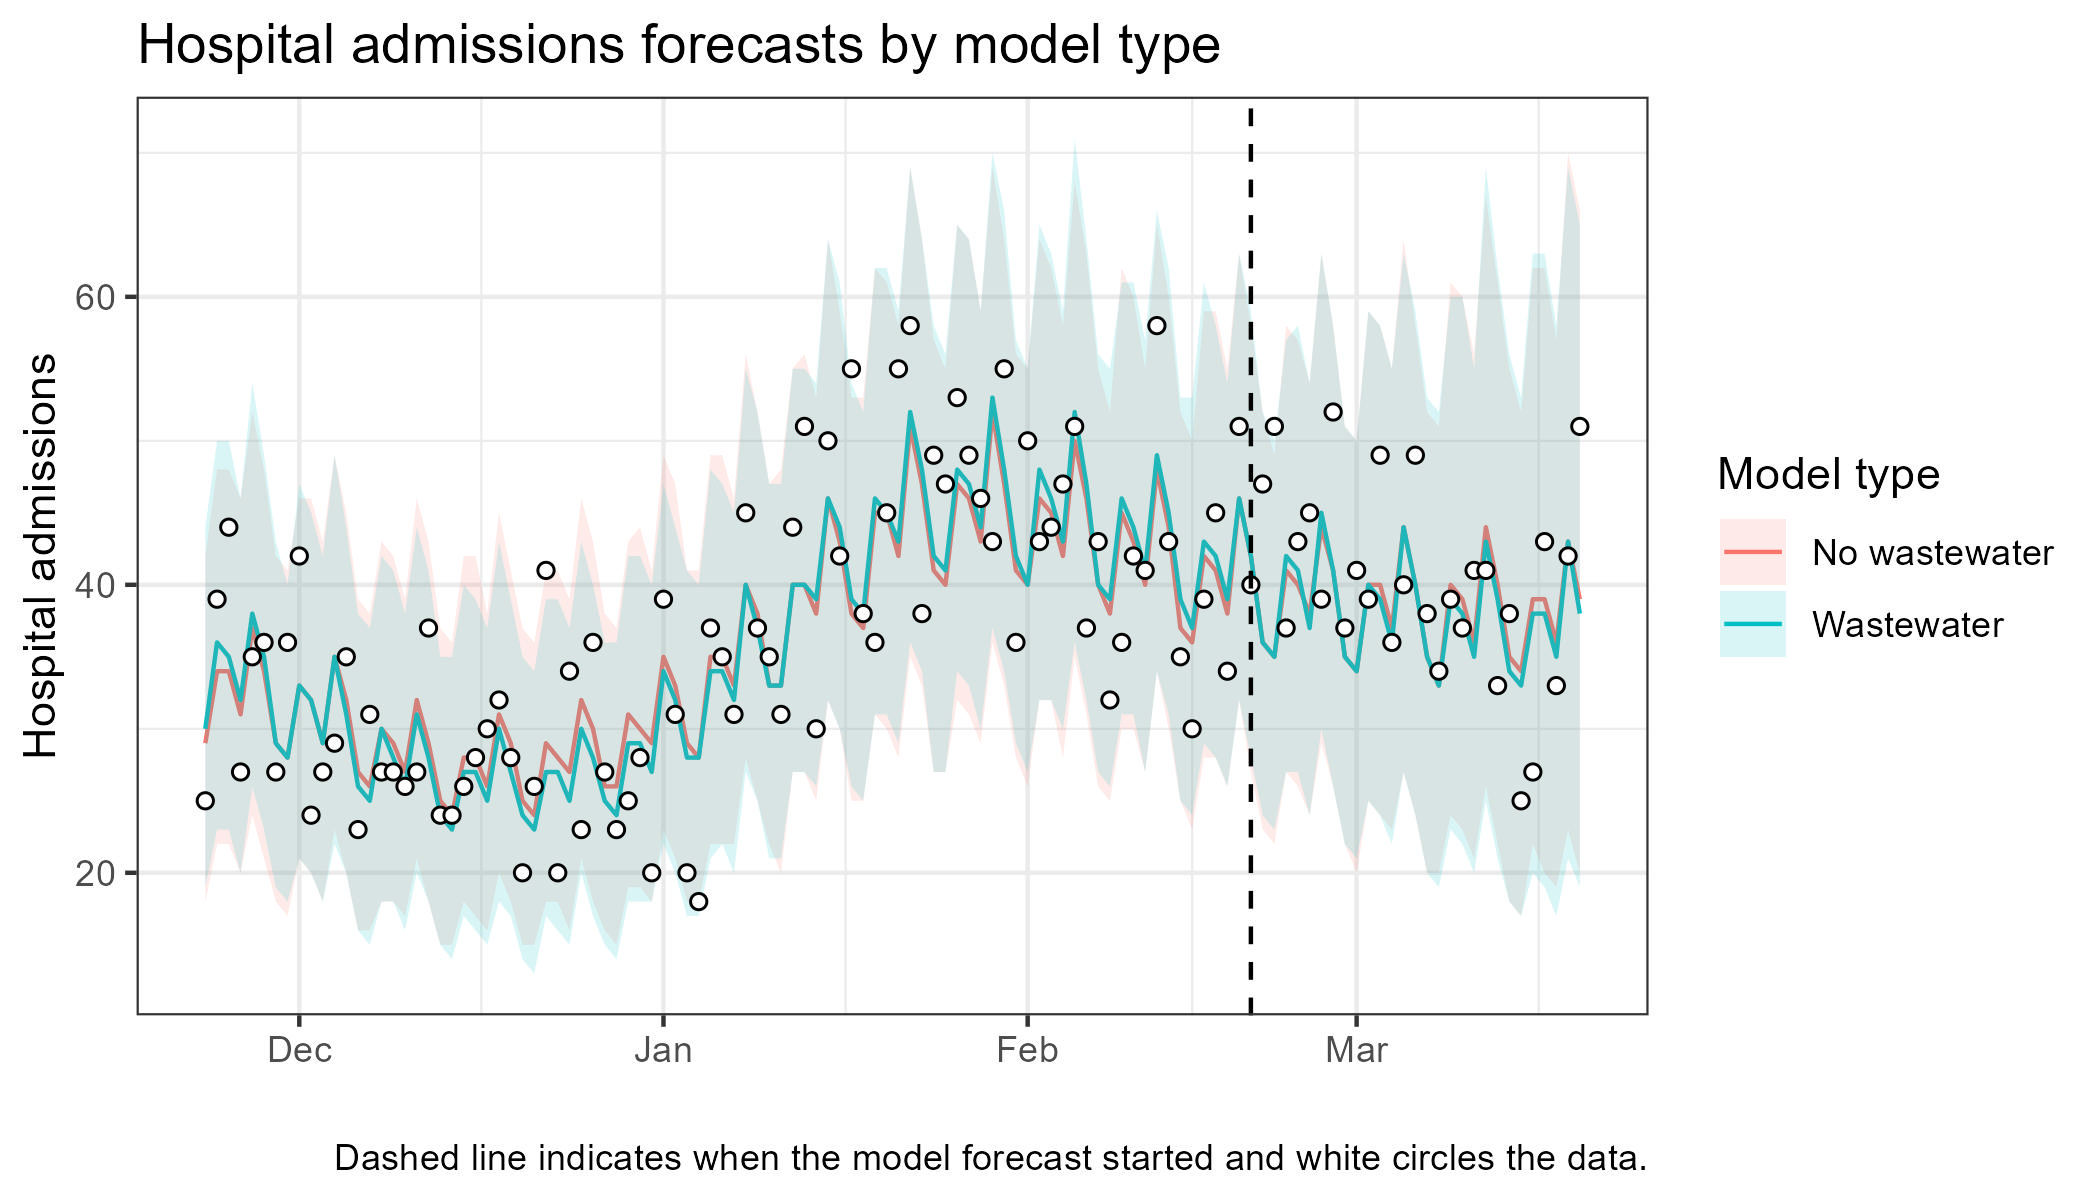 Hospital admissions forecasts by model type
Hospital admissions
60
40
20
Dec Jan Feb Mar
Model type
No wastewater
Wastewater
Dashed line indicates when the model forecast started and white circles the data.